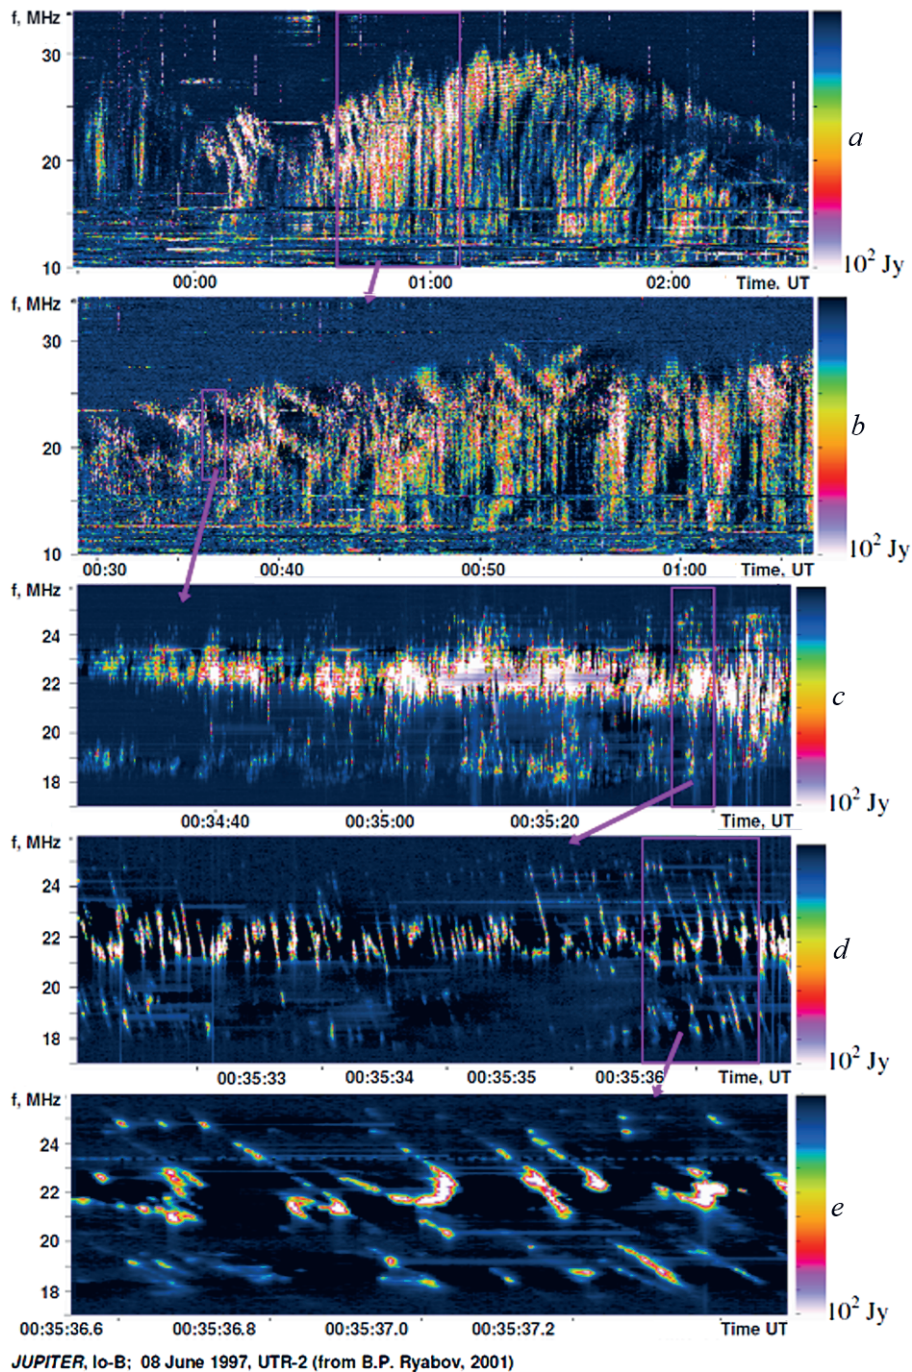 f, MHz
30
20
10
00:00
01:00
02:00
Time, UT
a
10² Jy
f, MHz
30
20
10
00:30
00:40
00:50
01:00
Time, UT
b
10² Jy
f, MHz
24
22
20
18
00:34:40
00:35:00
00:35:20
Time, UT
c
10² Jy
f, MHz
24
22
20
18
00:35:33
00:35:34
00:35:35
00:35:36
Time, UT
d
10² Jy
f, MHz
24
22
20
18
00:35:36.6
00:35:36.8
00:35:37.0
00:35:37.2
Time UT
e
10² Jy
JUPITER, Io-B; 08 June 1997, UTR-2 (from B.P. Ryabov, 2001)